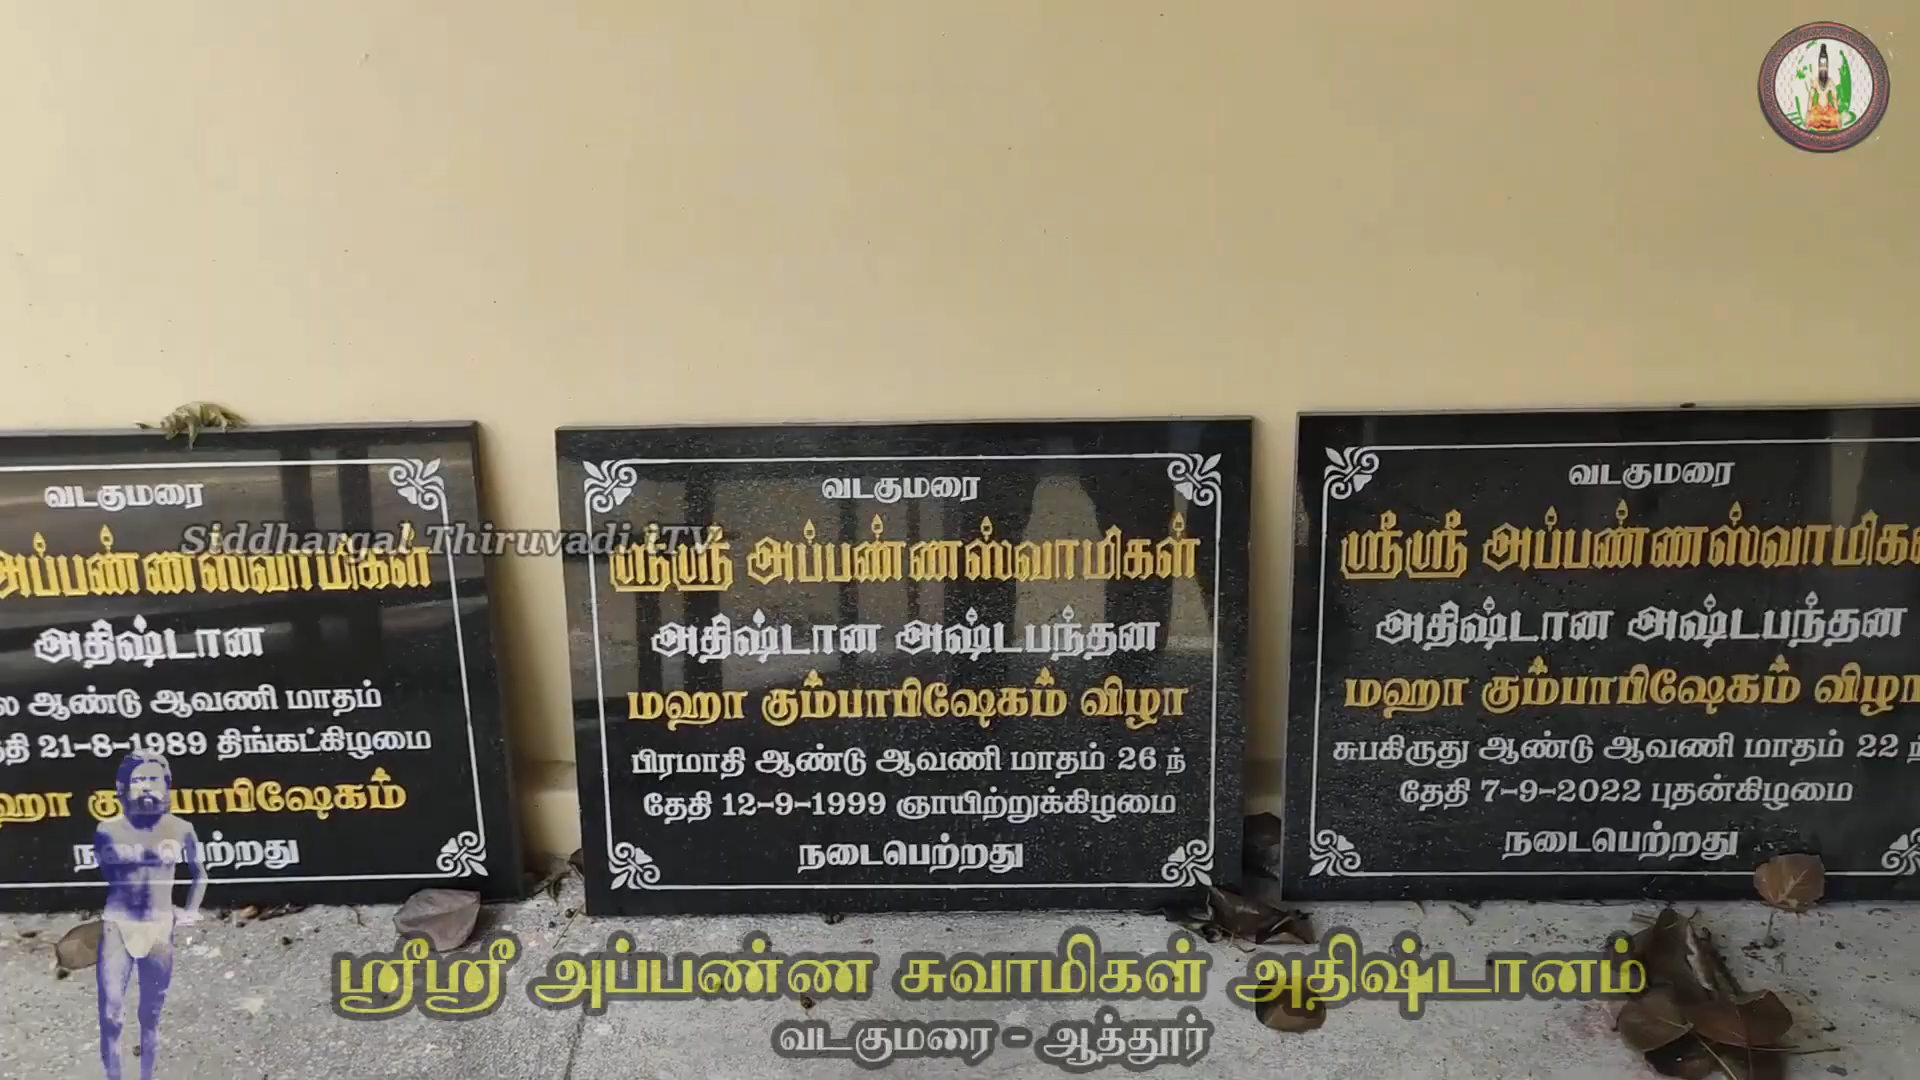 வடகுமரை
அப்பண்ணஸ்வாமிகள்
அதிஷ்டான
ஆண்டு ஆவணி மாதம்
21-8-1989 திங்கட்கிழமை
கும்பாபிஷேகம்
நடைபெற்றது
வடகுமரை
ஸ்ரீஸ்ரீ அப்பண்ணஸ்வாமிகள்
அதிஷ்டான அஷ்டபந்தன
மஹா கும்பாபிஷேகம் விழா
பிரமாதி ஆண்டு ஆவணி மாதம் 26 ந்
தேதி 12-9-1999 ஞாயிற்றுக்கிழமை
நடைபெற்றது
வடகுமரை
ஸ்ரீஸ்ரீ அப்பண்ணஸ்வாமிகள்
அதிஷ்டான அஷ்டபந்தன
மஹா கும்பாபிஷேகம் விழா
சுபகிருது ஆண்டு ஆவணி மாதம் 22 ந்
தேதி 7-9-2022 புதன்கிழமை
நடைபெற்றது
Siddhargal Thiruvadi iTV
ஸ்ரீஸ்ரீ அப்பண்ண சுவாமிகள் அதிஷ்டானம்
வடகுமரை - ஆத்தூர்